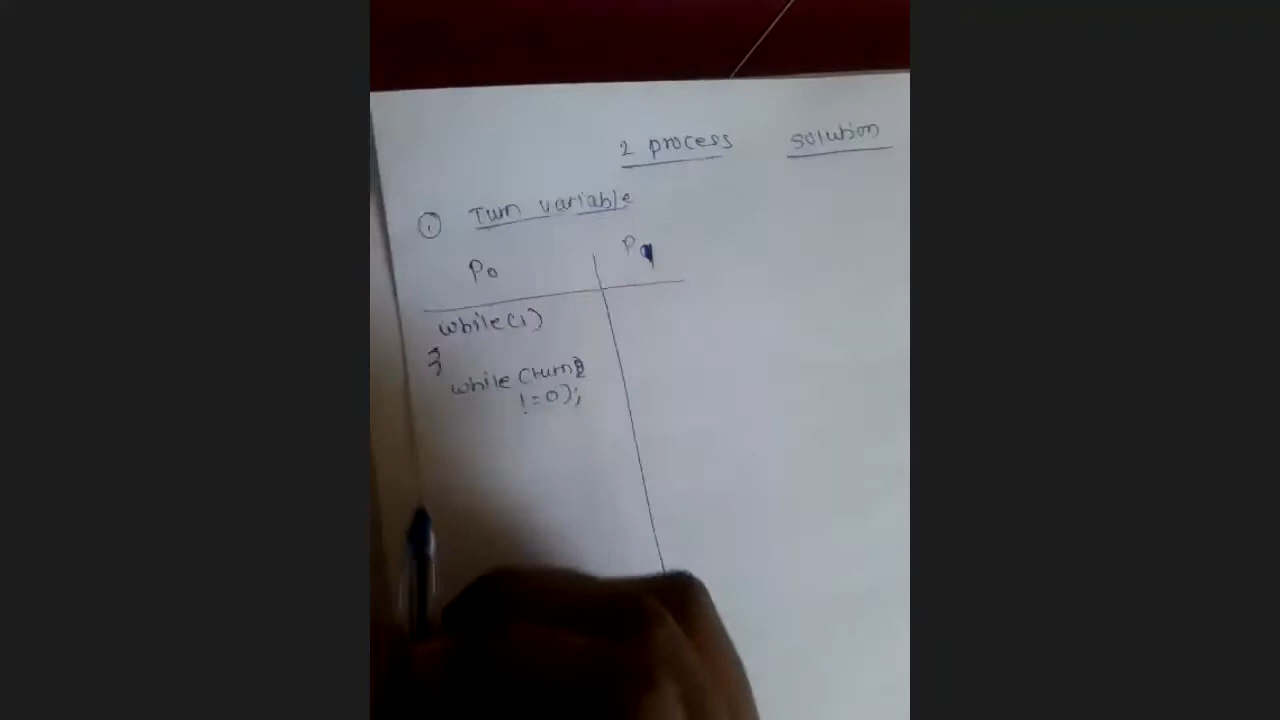 2 process solution
① Turn variable
P0
P1
while(1)
{
while(turn
!=0);